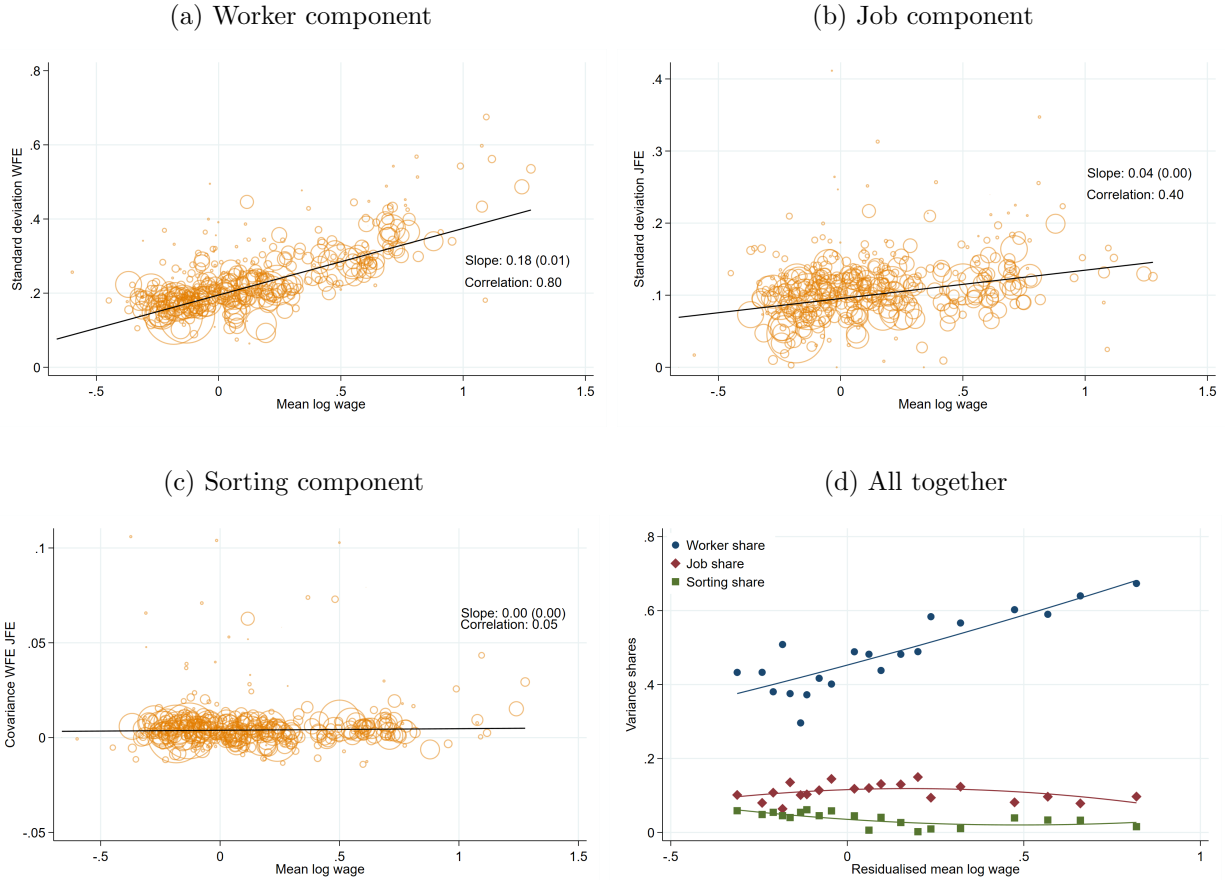 (a) Worker component
.8
.6
.4
.2
0
Standard deviation WFE
Slope: 0.18 (0.01)
Correlation: 0.80
-.5
0
.5
1
1.5
Mean log wage
(b) Job component
.4
.3
.2
.1
0
Standard deviation JFE
Slope: 0.04 (0.00)
Correlation: 0.40
-.5
0
.5
1
1.5
Mean log wage
(c) Sorting component
.1
.05
0
-.05
Covariance WFE JFE
Slope: 0.00 (0.00)
Correlation: 0.05
-.5
0
.5
1
1.5
Mean log wage
(d) All together
.8
.6
.4
.2
0
Variance shares
Worker share
Job share
Sorting share
-.5
0
.5
1
Residualised mean log wage